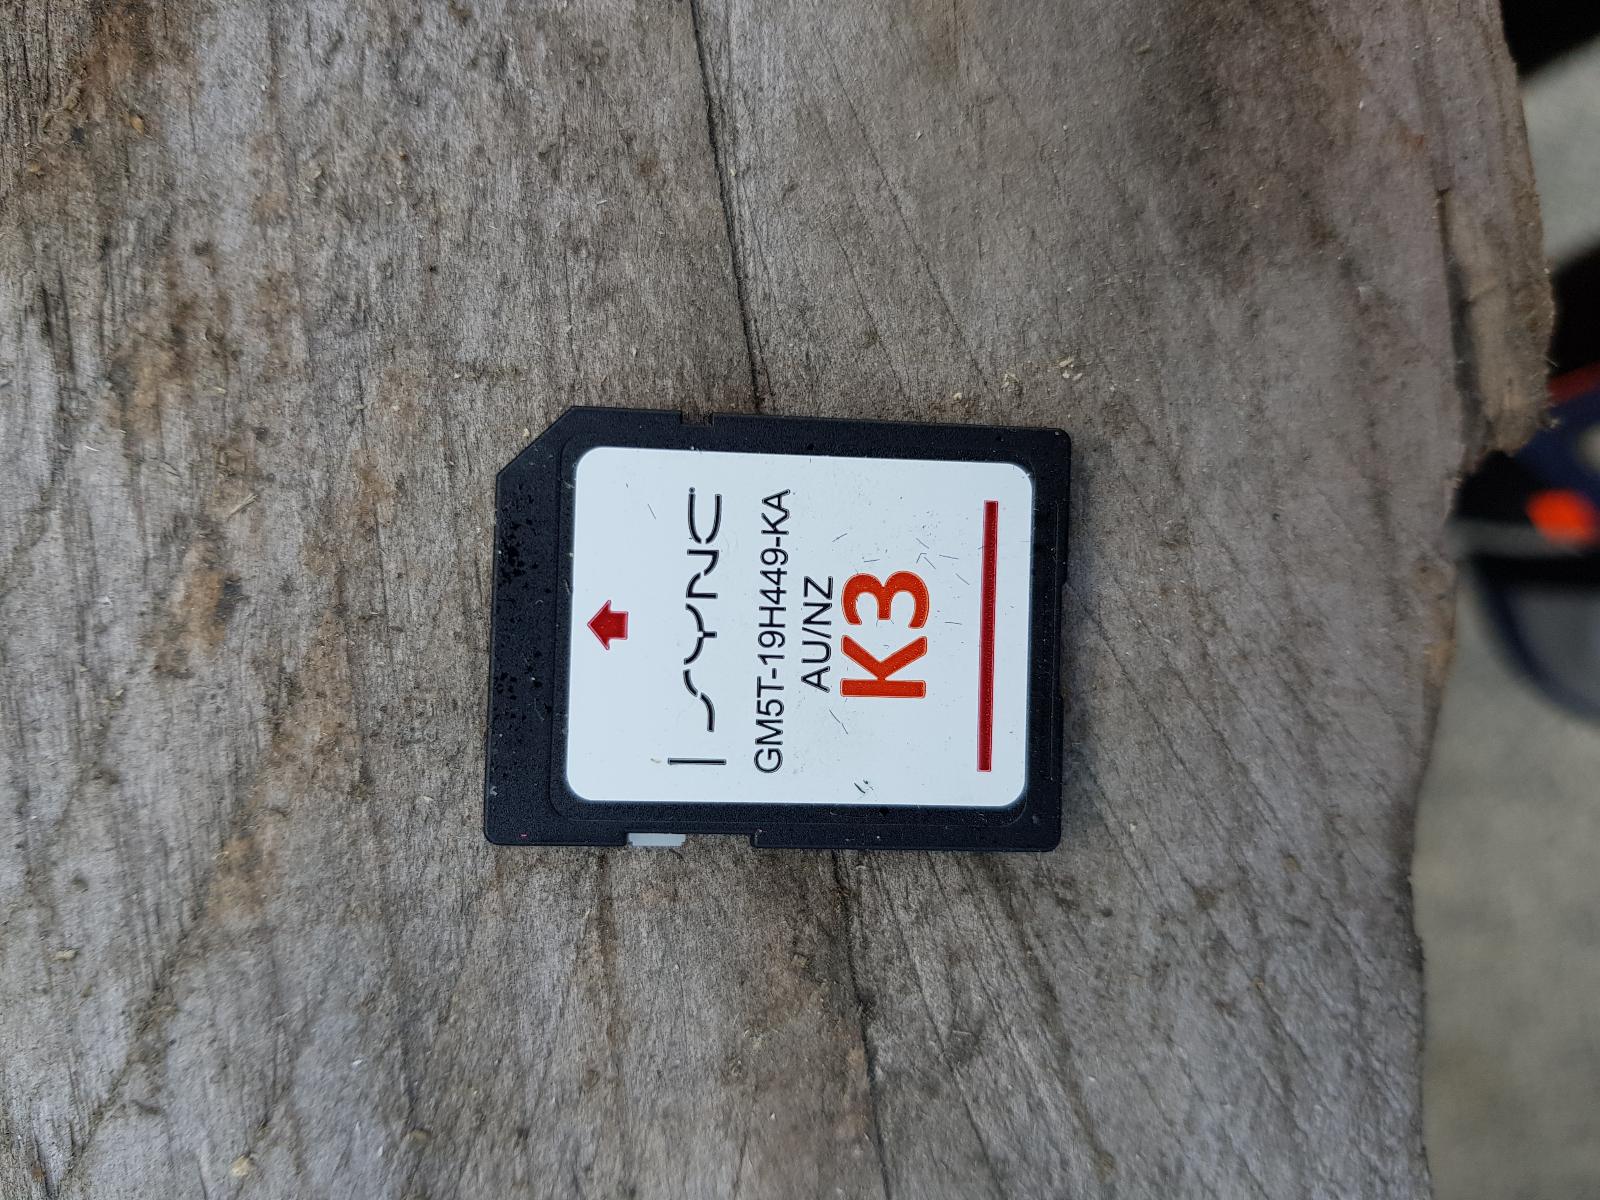 SYNC
GM5T-19H449-KA
AU/NZ
K3